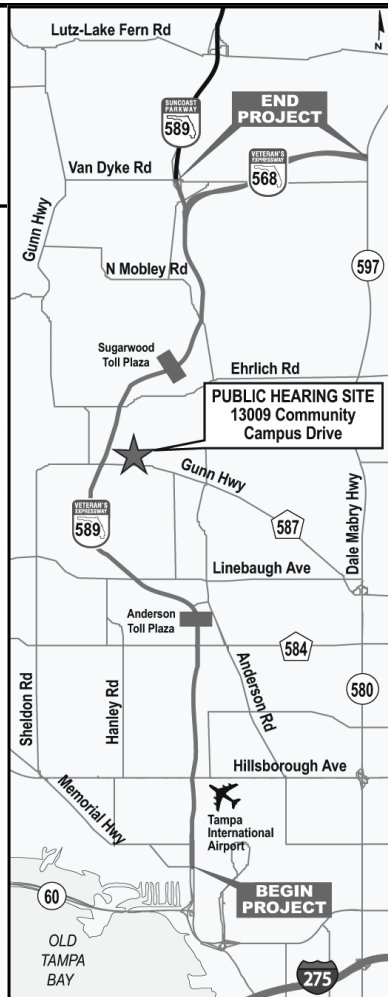 Lutz-Lake Fern Rd
N
SUNCOAST
PARKWAY
589
END
PROJECT
Van Dyke Rd
VETERAN'S
EXPRESSWAY
568
Gunn Hwy
N Mobley Rd
597
Sugarwood
Toll Plaza
Ehrlich Rd
PUBLIC HEARING SITE
13009 Community
Campus Drive
Gunn Hwy
VETERAN'S
EXPRESSWAY
589
587
Dale Mabry Hwy
Linebaugh Ave
Anderson
Toll Plaza
584
Sheldon Rd
Hanley Rd
Anderson Rd
580
Hillsborough Ave
Memorial Hwy
Tampa
International
Airport
60
BEGIN
PROJECT
OLD
TAMPA
BAY
275